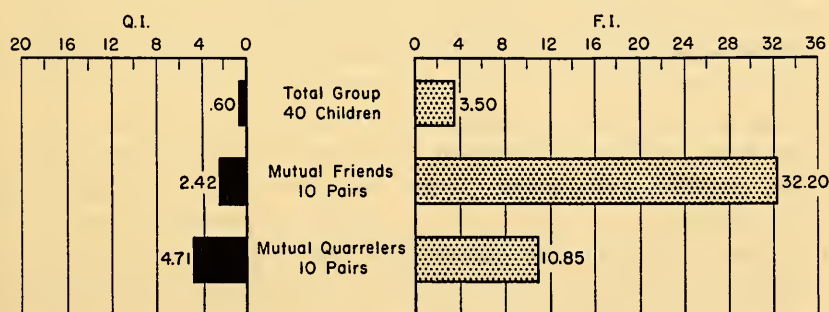 Q.I.
F.I.
20 16 12 8 4 0
0 4 8 12 16 20 24 28 32 36
.60
Total Group
40 Children
3.50
2.42
Mutual Friends
10 Pairs
32.20
4.71
Mutual Quarrelers
10 Pairs
10.85